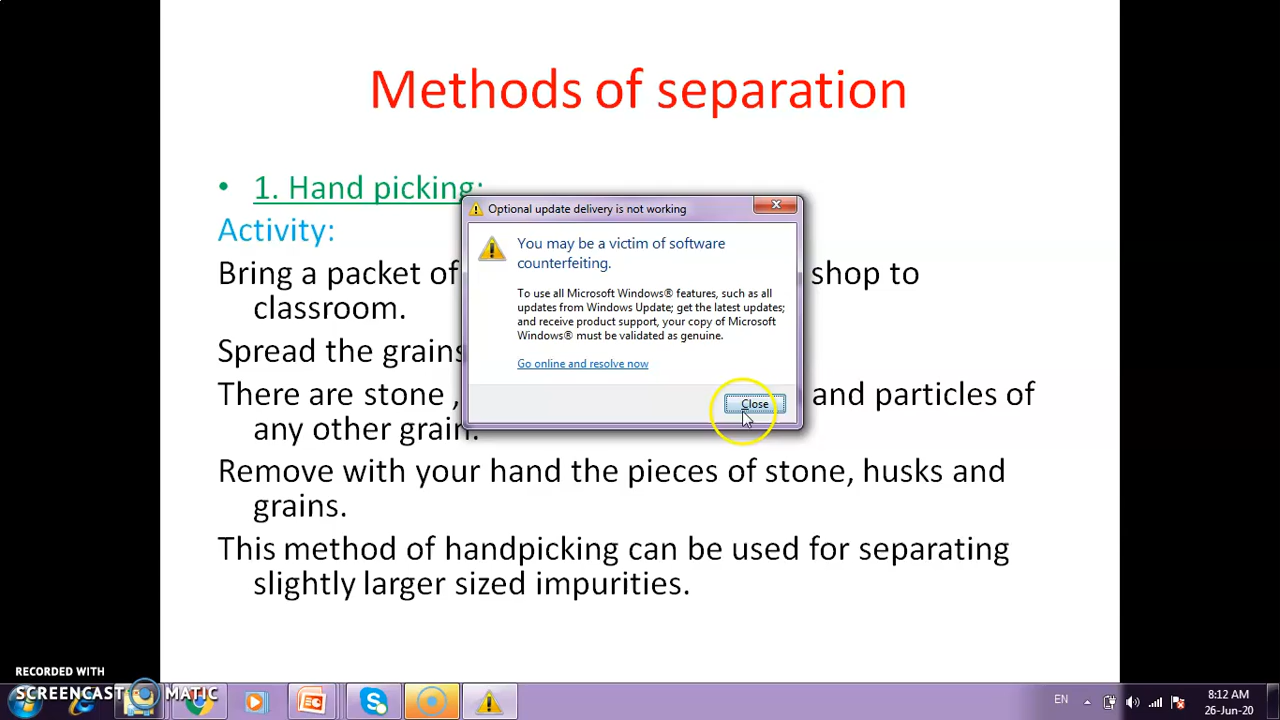 Methods of separation
• 1. Hand picking:
Activity:
Bring a packet of shop to
classroom.
Spread the grains
There are stone , and particles of
any other grain.
Remove with your hand the pieces of stone, husks and
grains.
This method of handpicking can be used for separating
slightly larger sized impurities.
Optional update delivery is not working
You may be a victim of software
counterfeiting.
To use all Microsoft Windows® features, such as all
updates from Windows Update; get the latest updates;
and receive product support, your copy of Microsoft
Windows® must be validated as genuine.
Go online and resolve now
Close
RECORDED WITH
SCREENCAST MATIC
EN
8:12 AM
26-Jun-20